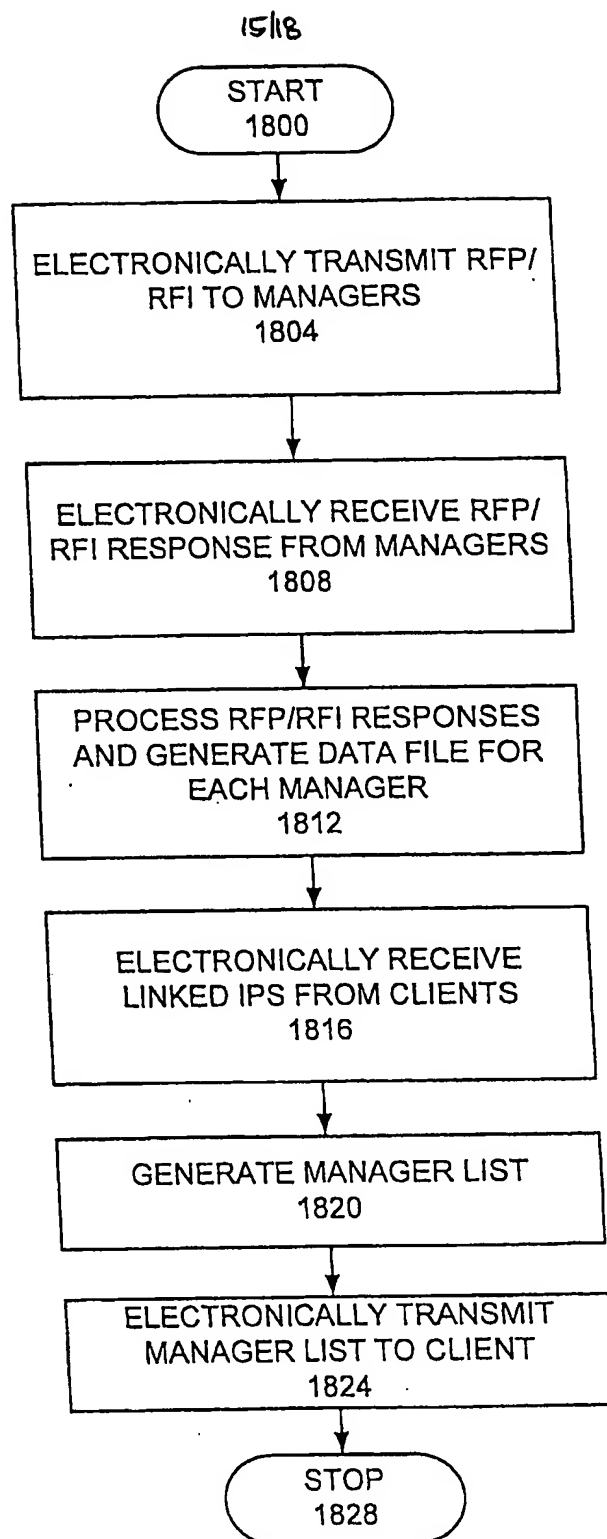 15/18
START
1800
ELECTRONICALLY TRANSMIT RFP/
RFI TO MANAGERS
1804
ELECTRONICALLY RECEIVE RFP/
RFI RESPONSE FROM MANAGERS
1808
PROCESS RFP/RFI RESPONSES
AND GENERATE DATA FILE FOR
EACH MANAGER
1812
ELECTRONICALLY RECEIVE
LINKED IPS FROM CLIENTS
1816
GENERATE MANAGER LIST
1820
ELECTRONICALLY TRANSMIT
MANAGER LIST TO CLIENT
1824
STOP
1828